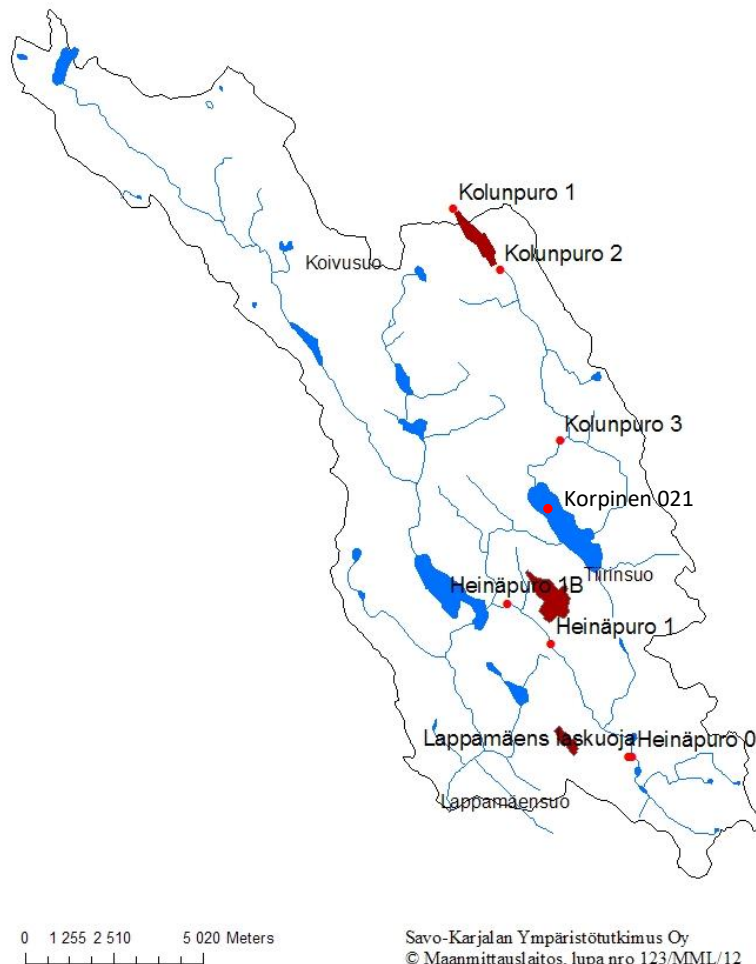 Kolunpuro 1
Kolunpuro 2
Koivusuo
Kolunpuro 3
Korpinen 021
Tiirinsuo
Heinäpuro 1B
Heinäpuro 1
Lappamäens laskuoja
Heinäpuro 0
Lappamäensuo
0 1 255 2 510 5 020 Meters
Savo-Karjalan Ympäristötutkimus Oy
© Maanmittauslaitos, lupa nro 123/MML/12